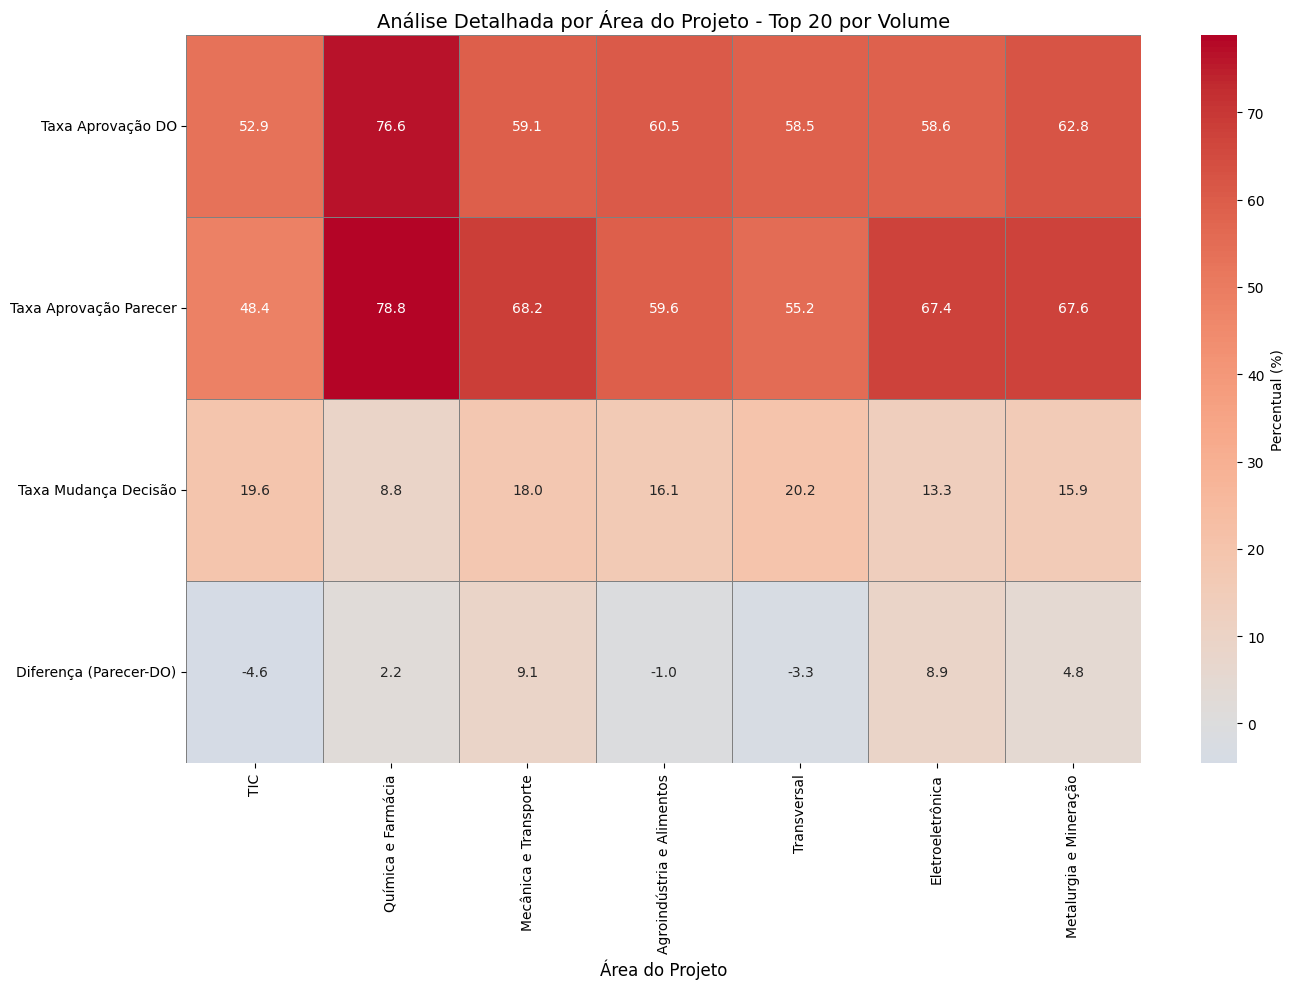 Análise Detalhada por Área do Projeto - Top 20 por Volume
Taxa Aprovação DO 52.9 76.6 59.1 60.5 58.5 58.6 62.8
Taxa Aprovação Parecer 48.4 78.8 68.2 59.6 55.2 67.4 67.6
Taxa Mudança Decisão 19.6 8.8 18.0 16.1 20.2 13.3 15.9
Diferença (Parecer-DO) -4.6 2.2 9.1 -1.0 -3.3 8.9 4.8
TIC
Química e Farmácia
Mecânica e Transporte
Agroindústria e Alimentos
Transversal
Eletroeletrônica
Metalurgia e Mineração
Área do Projeto
70
60
50
40
30
20
10
0
Percentual (%)